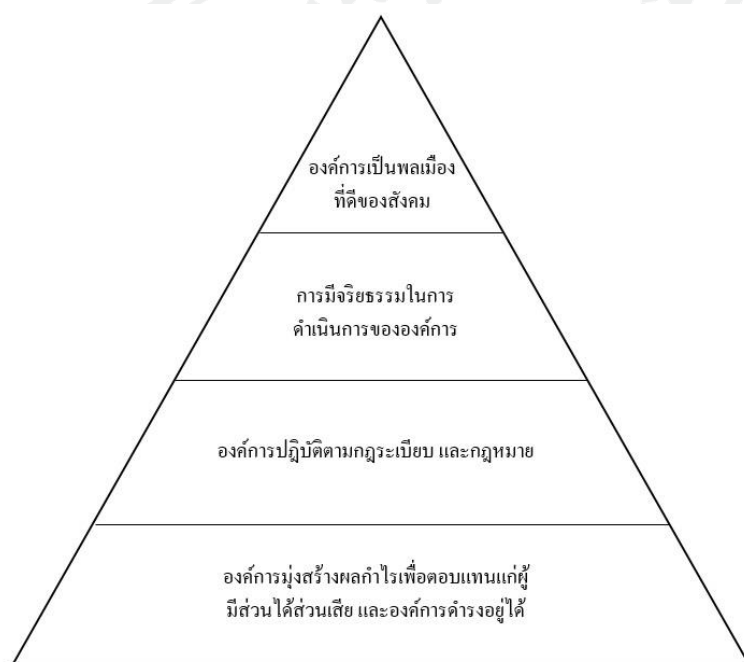 องค์การเป็นพลเมือง
ที่ดีของสังคม
การมีจริยธรรมในการ
ดำเนินการขององค์การ
องค์การปฎิบัติตามกฎระเบียบ และกฎหมาย
องค์การมุ่งสร้างผลกำไรเพื่อตอบแทนแก่ผู้
มีส่วนได้ส่วนเสีย และองค์การดำรงอยู่ได้